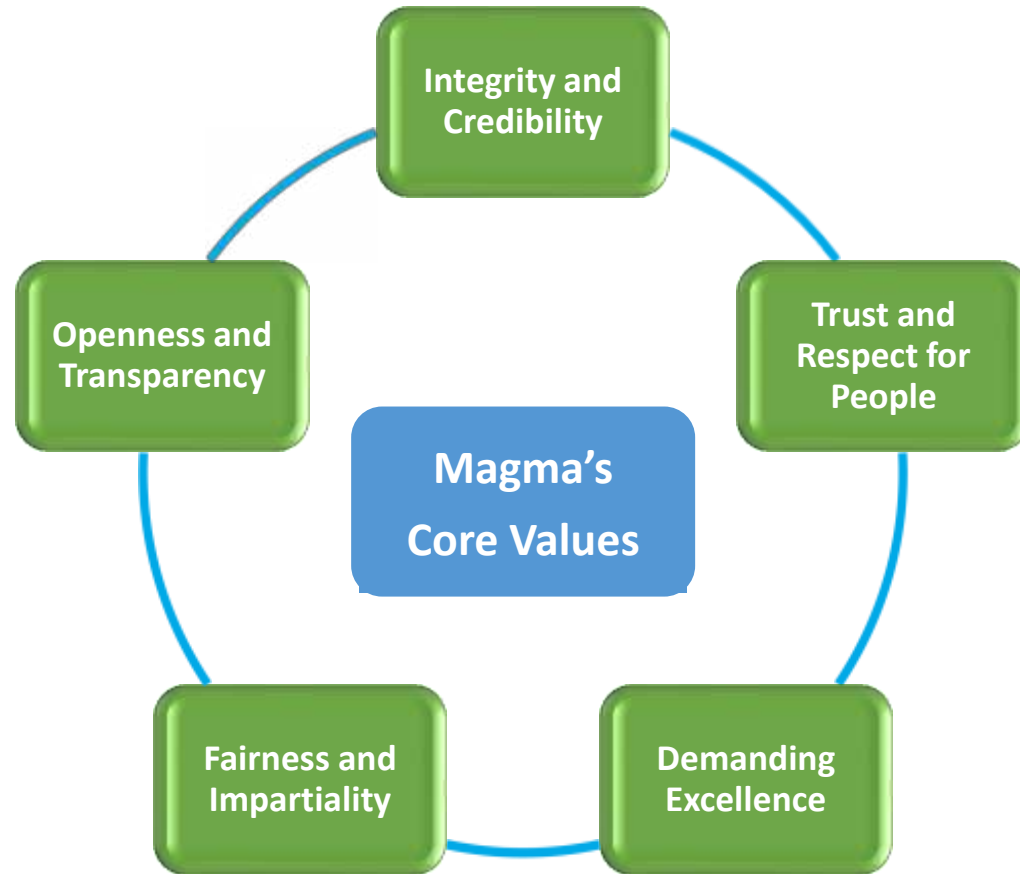 Integrity and
Credibility
Trust and
Respect for
People
Demanding
Excellence
Fairness and
Impartiality
Openness and
Transparency
Magma’s
Core Values